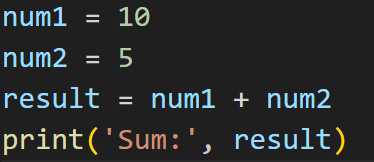 num1 = 10
num2 = 5
result = num1 + num2
print('Sum:', result)